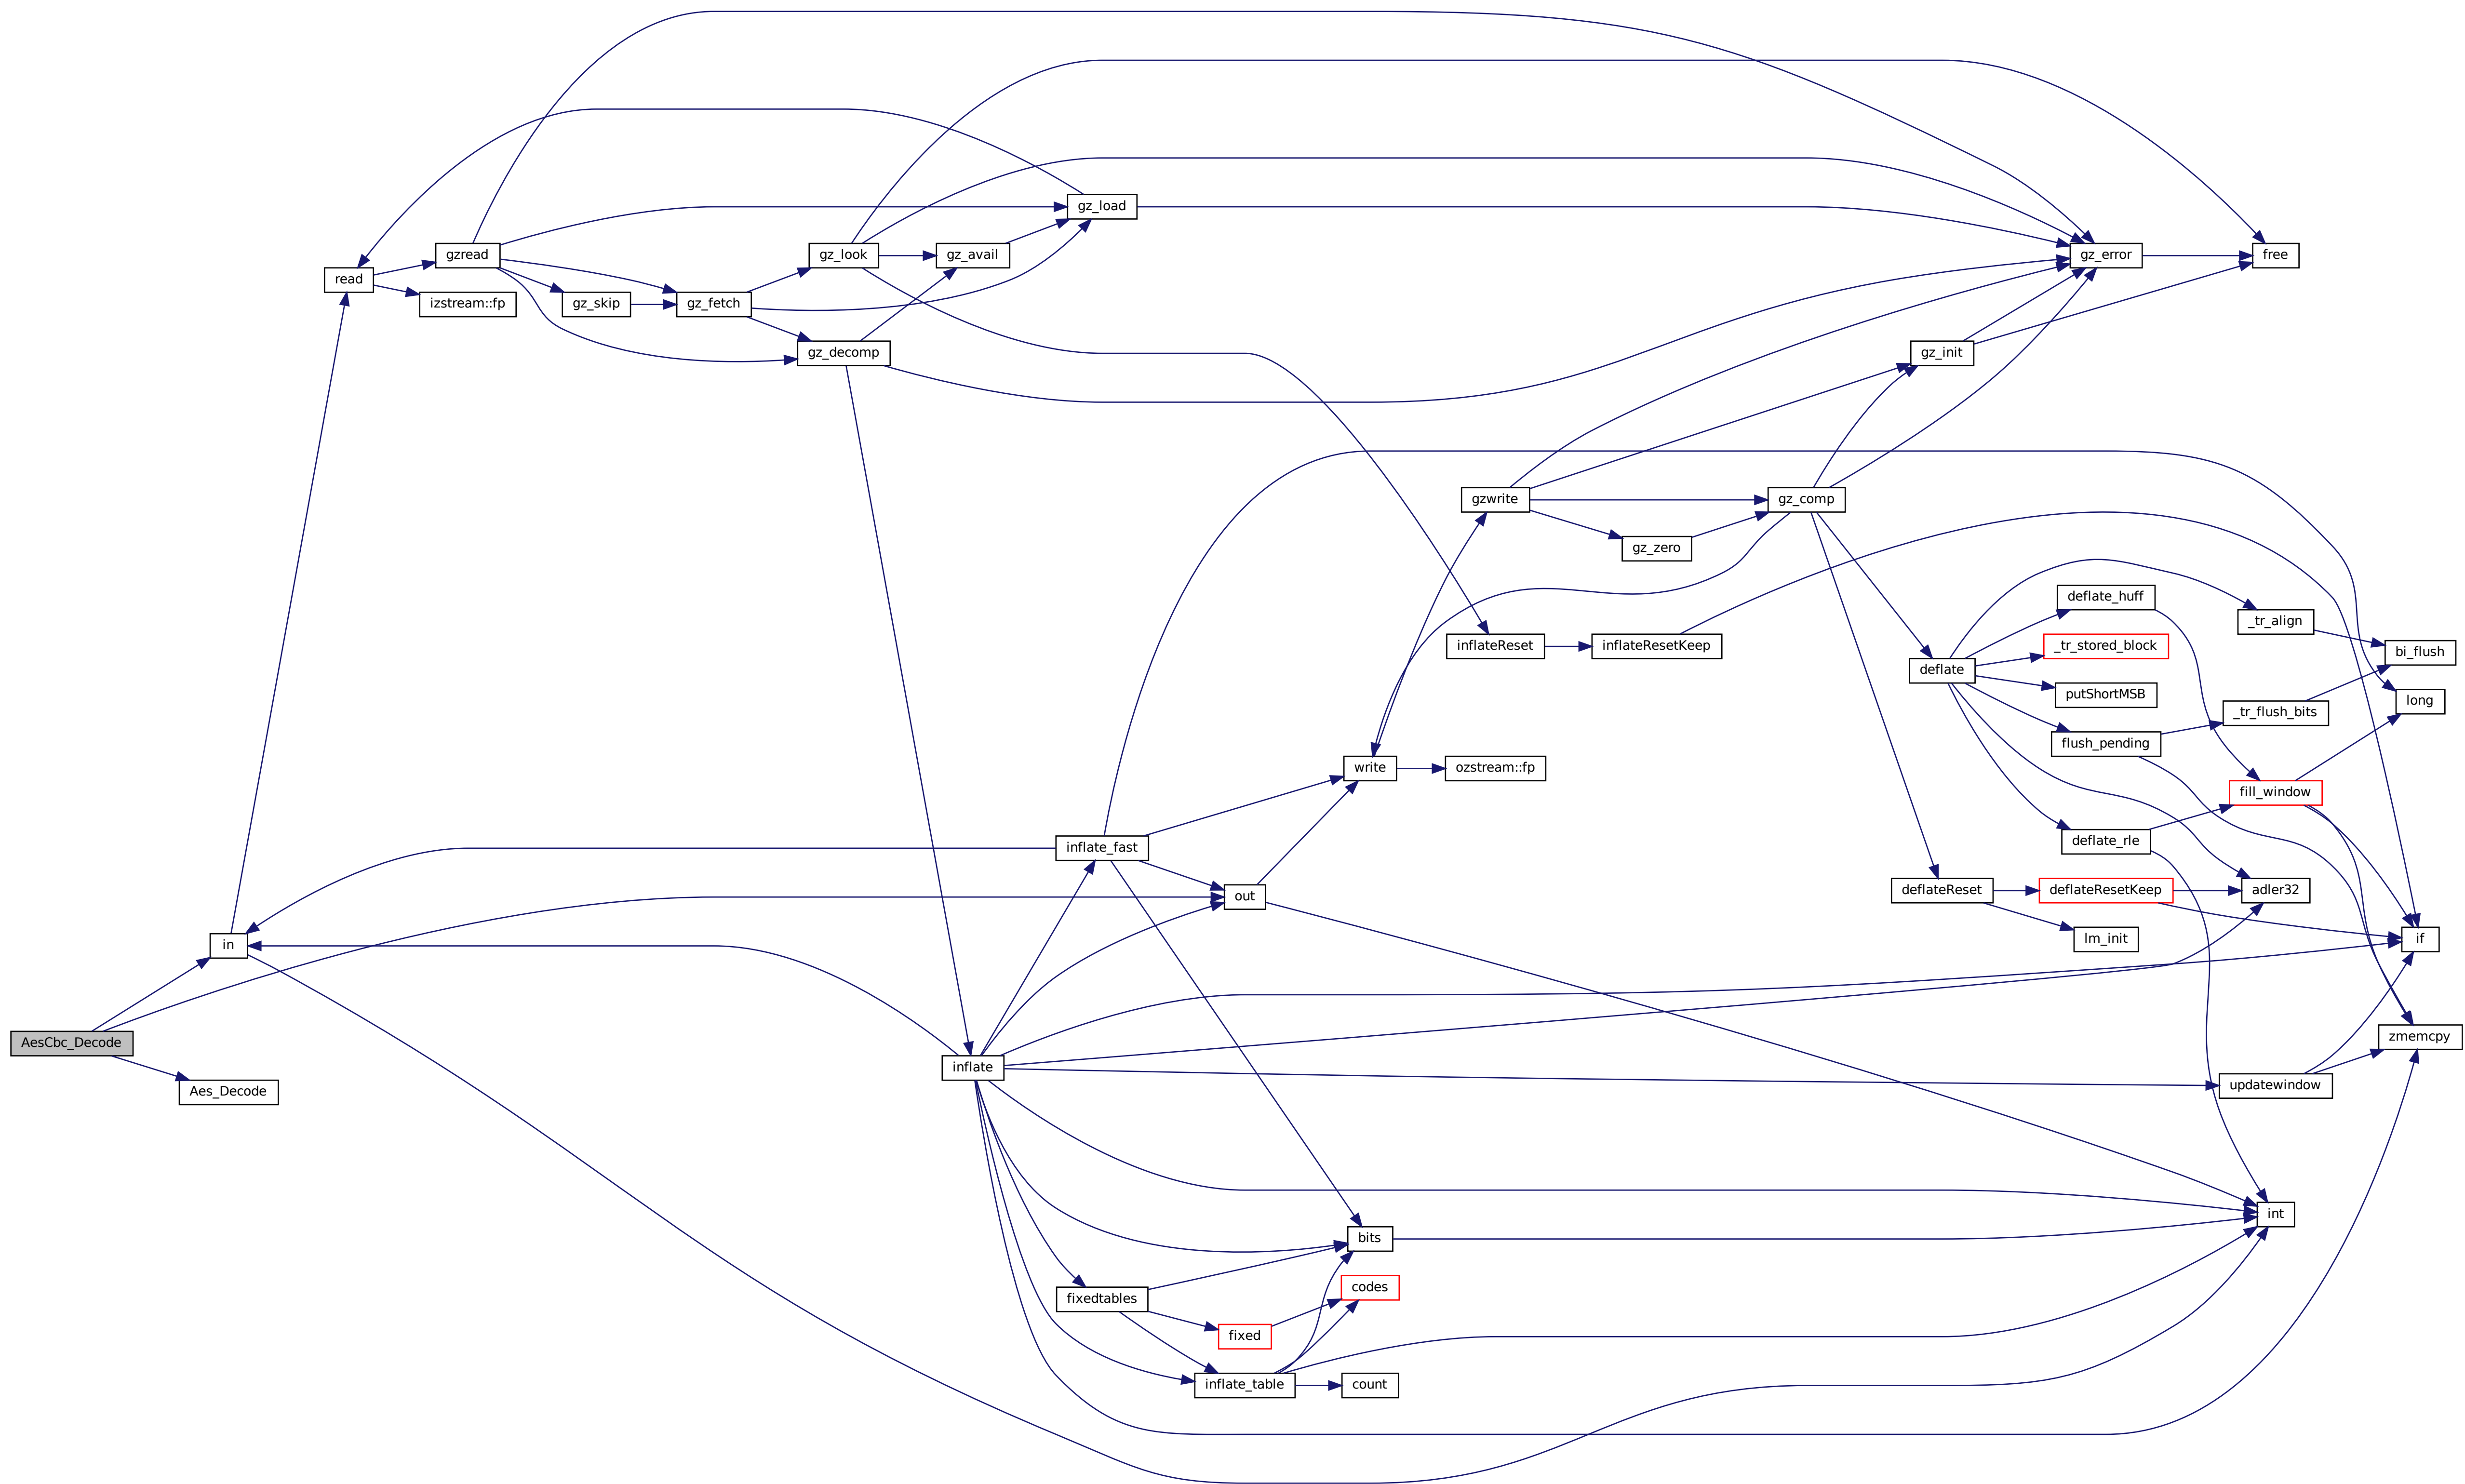 gz_load
gzread
gz_look
gz_avail
gz_error
free
read
izstream::fp
gz_skip
gz_fetch
gz_decomp
gz_init
gzwrite
gz_comp
gz_zero
deflate_huff
_tr_align
inflateReset
inflateResetKeep
_tr_stored_block
bi_flush
deflate
putShortMSB
long
_tr_flush_bits
flush_pending
write
ozstream::fp
fill_window
inflate_fast
deflate_rle
out
deflateReset
deflateResetKeep
adler32
in
lm_init
if
AesCbc_Decode
zmemcpy
inflate
updatewindow
Aes_Decode
int
bits
codes
fixedtables
fixed
inflate_table
count